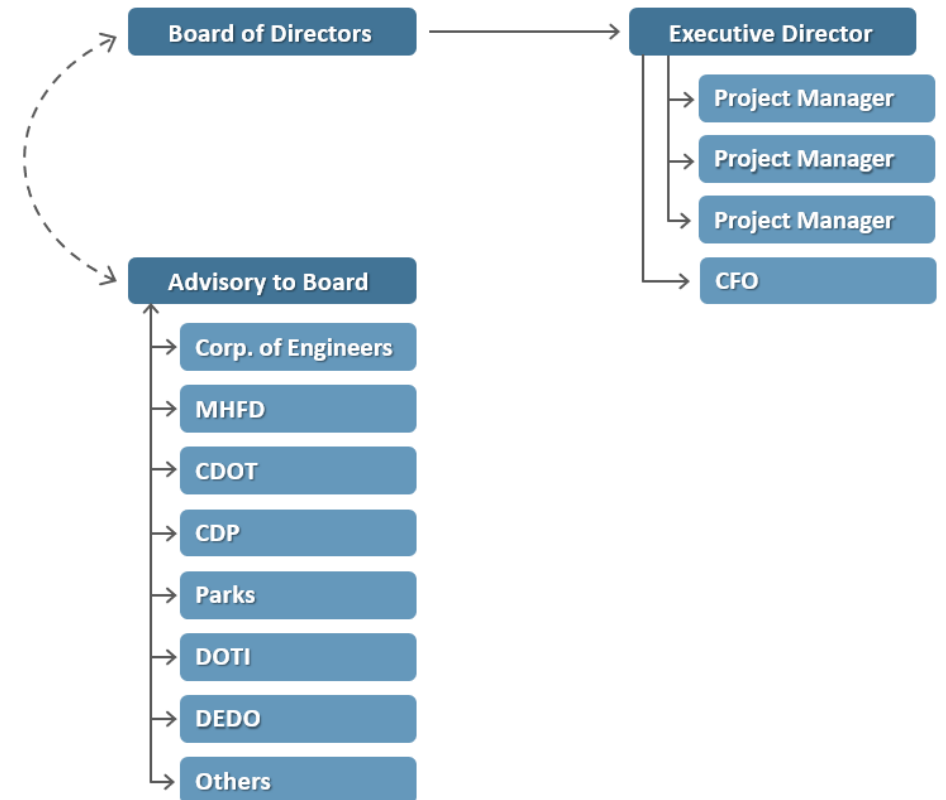 Board of Directors
Executive Director
Project Manager
Project Manager
Project Manager
CFO
Advisory to Board
Corp. of Engineers
MHFD
CDOT
CDP
Parks
DOTI
DEDO
Others